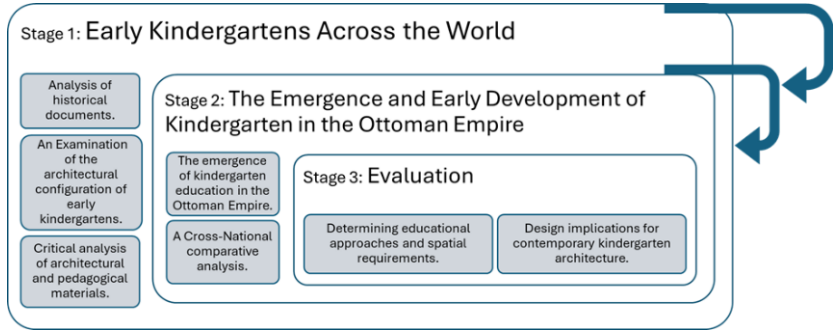 Stage 1: Early Kindergartens Across the World
Analysis of
historical
documents.
An Examination
of the
architectural
configuration of
early
kindergartens.
Critical analysis
of architectural
and pedagogical
materials.
Stage 2: The Emergence and Early Development of
Kindergarten in the Ottoman Empire
The emergence
of kindergarten
education in the
Ottoman Empire.
A Cross-National
comparative
analysis.
Stage 3: Evaluation
Determining educational
approaches and spatial
requirements.
Design implications for
contemporary kindergarten
architecture.